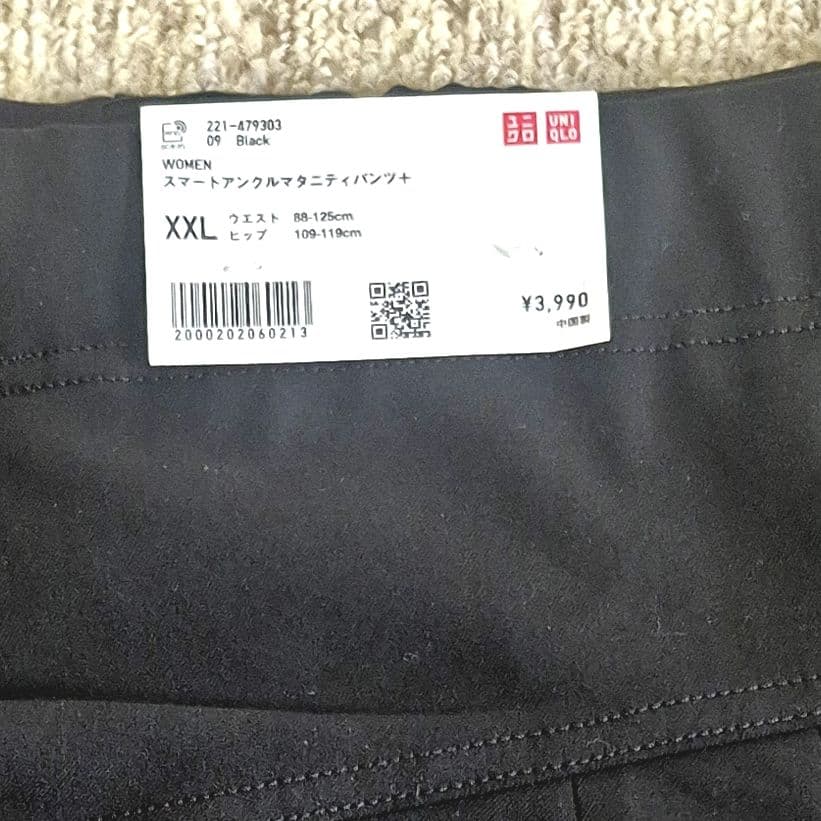 221-479303
09 Black
ユニクロ
UNIQLO
WOMEN
スマートアンクルマタニティパンツ+
XXL ウエスト 88-125cm
ヒップ 109-119cm
2000202060213
¥3,990
中国製